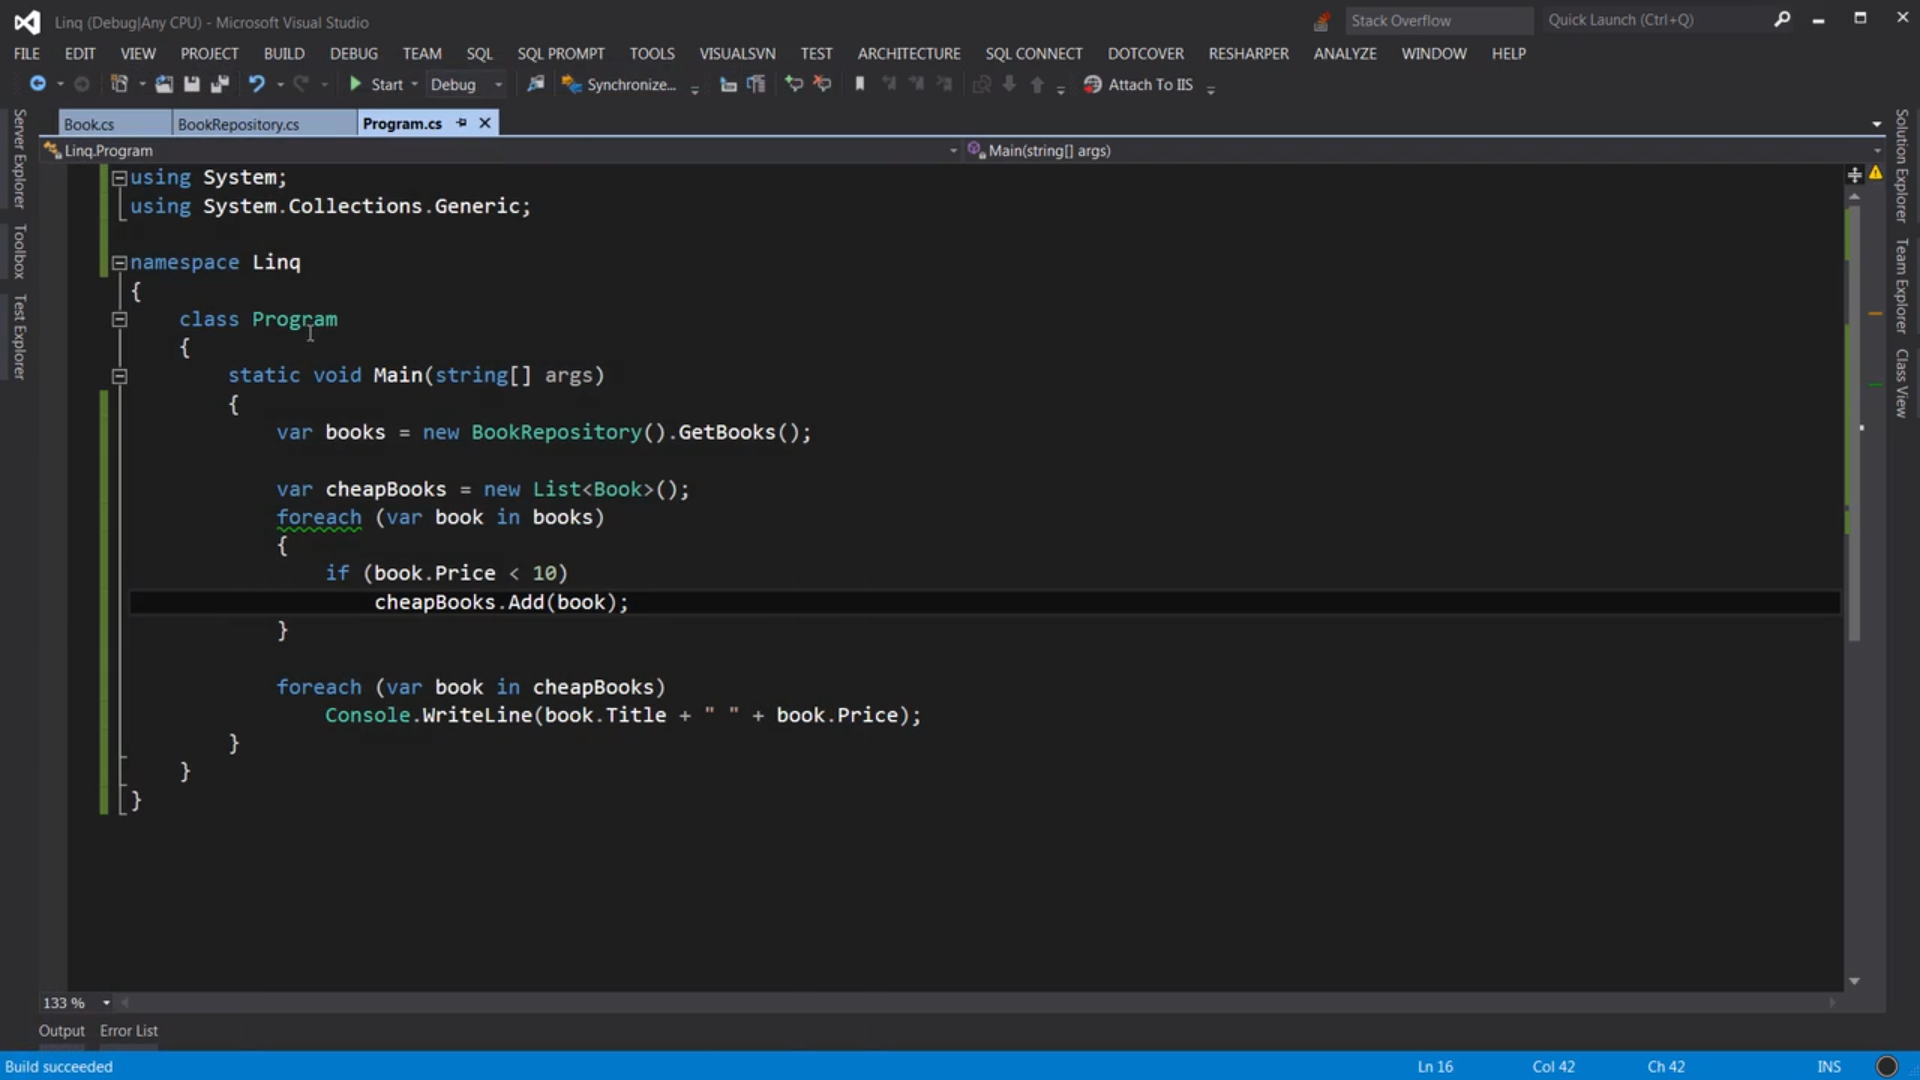 Linq (Debug|Any CPU) - Microsoft Visual Studio
Stack Overflow
Quick Launch (Ctrl+Q)
FILE EDIT VIEW PROJECT BUILD DEBUG TEAM SQL SQL PROMPT TOOLS VISUALSVN TEST ARCHITECTURE SQL CONNECT DOTCOVER RESHARPER ANALYZE WINDOW HELP
Start Debug Synchronize... Attach To IIS
Book.cs BookRepository.cs Program.cs
Linq.Program Main(string[] args)
Server Explorer
Toolbox
Test Explorer
using System;
using System.Collections.Generic;
namespace Linq
{
class Program
{
static void Main(string[] args)
{
var books = new BookRepository().GetBooks();
var cheapBooks = new List<Book>();
foreach (var book in books)
{
if (book.Price < 10)
cheapBooks.Add(book);
}
foreach (var book in cheapBooks)
Console.WriteLine(book.Title + " " + book.Price);
}
}
}
Solution Explorer
Team Explorer
Class View
133 %
Output Error List
Build succeeded Ln 16 Col 42 Ch 42 INS